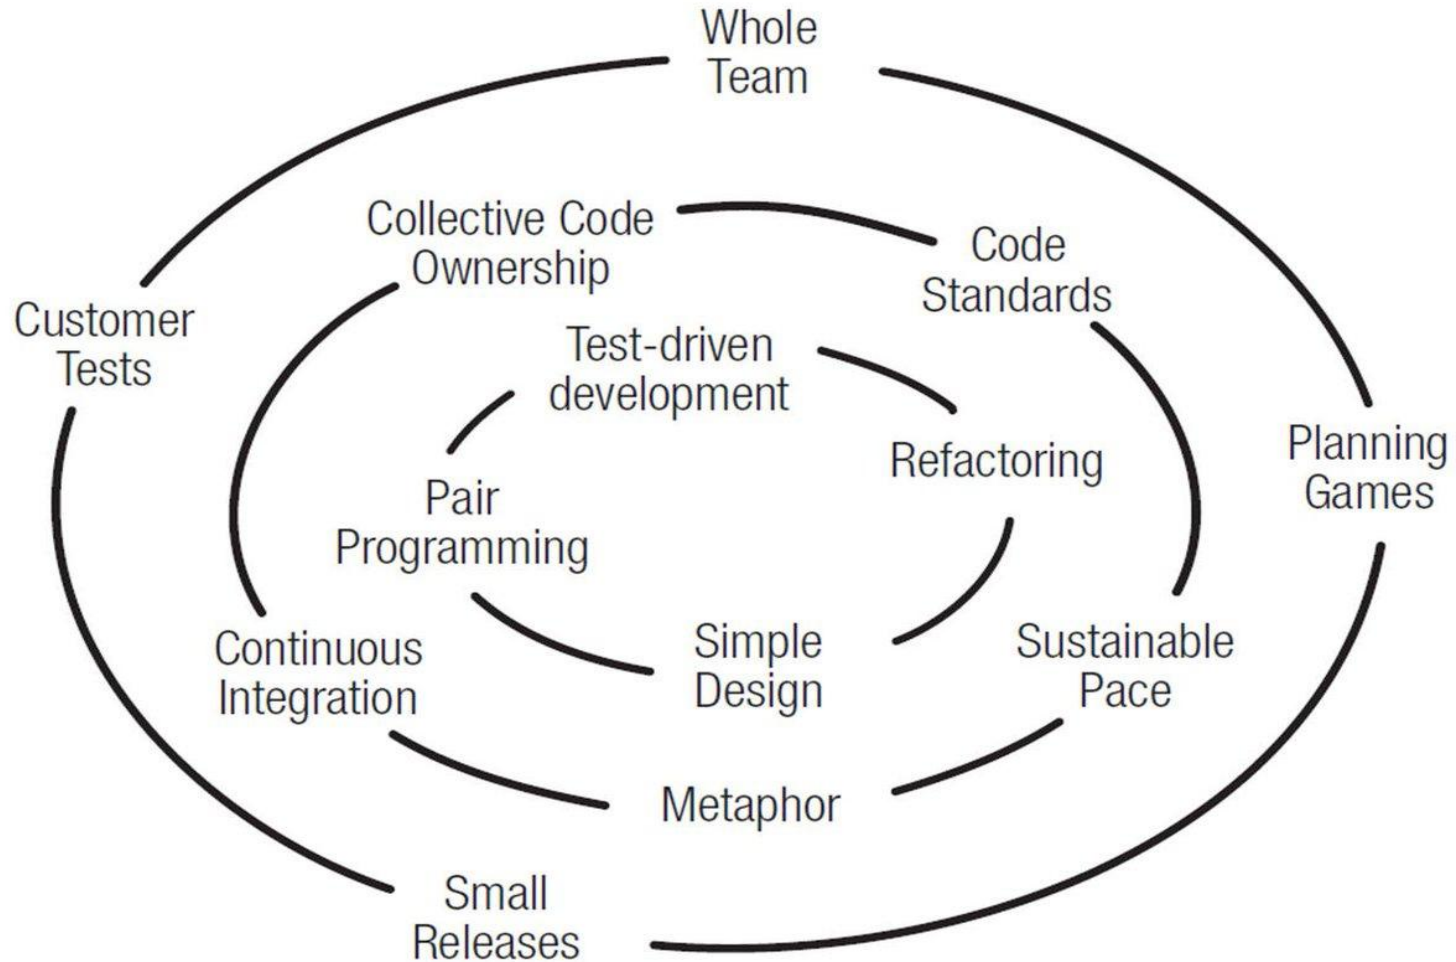 Whole
Team
Collective Code
Ownership
Code
Standards
Customer
Tests
Test-driven
development
Planning
Games
Refactoring
Pair
Programming
Continuous
Integration
Simple
Design
Sustainable
Pace
Metaphor
Small
Releases